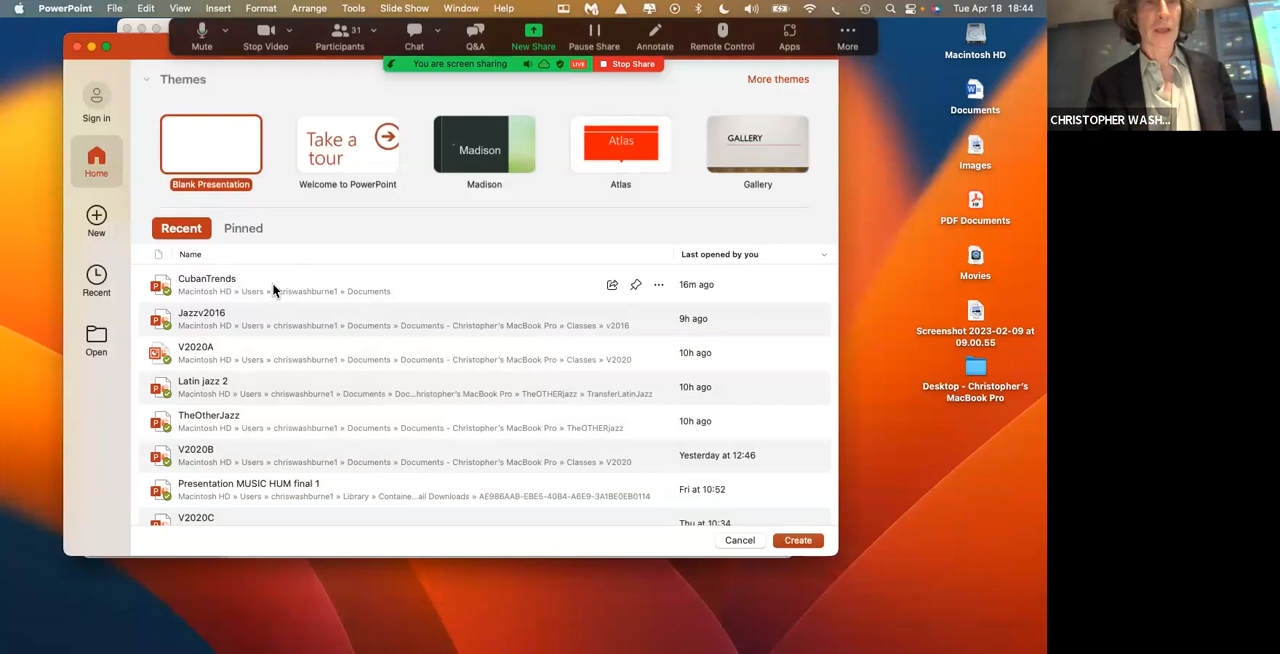 PowerPoint File Edit View Insert Format Arrange Tools Slide Show Window Help Tue Apr 18 18:44
Mute Stop Video Participants 31 Chat Q&A New Share Pause Share Annotate Remote Control Apps More
You are screen sharing LIVE Stop Share
Themes More themes
Sign in
Home
New
Recent
Open
Take a tour
Madison
Atlas
GALLERY
Blank Presentation Welcome to PowerPoint Madison Atlas Gallery
Recent Pinned
Name Last opened by you
CubanTrends 16m ago
Macintosh HD » Users » chriswashburne1 » Documents
Jazzv2016 9h ago
Macintosh HD » Users » chriswashburne1 » Documents » Documents - Christopher's MacBook Pro » Classes » v2016
V2020A 10h ago
Macintosh HD » Users » chriswashburne1 » Documents » Documents - Christopher's MacBook Pro » Classes » V2020
Latin jazz 2 10h ago
Macintosh HD » Users » chriswashburne1 » Documents » Doc...hristopher's MacBook Pro » TheOTHERjazz » TransferLatinJazz
TheOtherJazz 10h ago
Macintosh HD » Users » chriswashburne1 » Documents » Documents - Christopher's MacBook Pro » TheOTHERjazz
V2020B Yesterday at 12:46
Macintosh HD » Users » chriswashburne1 » Documents » Documents - Christopher's MacBook Pro » Classes » V2020
Presentation MUSIC HUM final 1 Fri at 10:52
Macintosh HD » Users » chriswashburne1 » Library » Containe...ail Downloads » AE986AAB-EBE5-40B4-A6E9-3A1BE0EB0114
V2020C Thu at 10:34
Cancel Create
Macintosh HD
Documents
Images
PDF Documents
Movies
Screenshot 2023-02-09 at
09.00.55
Desktop - Christopher's
MacBook Pro
CHRISTOPHER WASH...